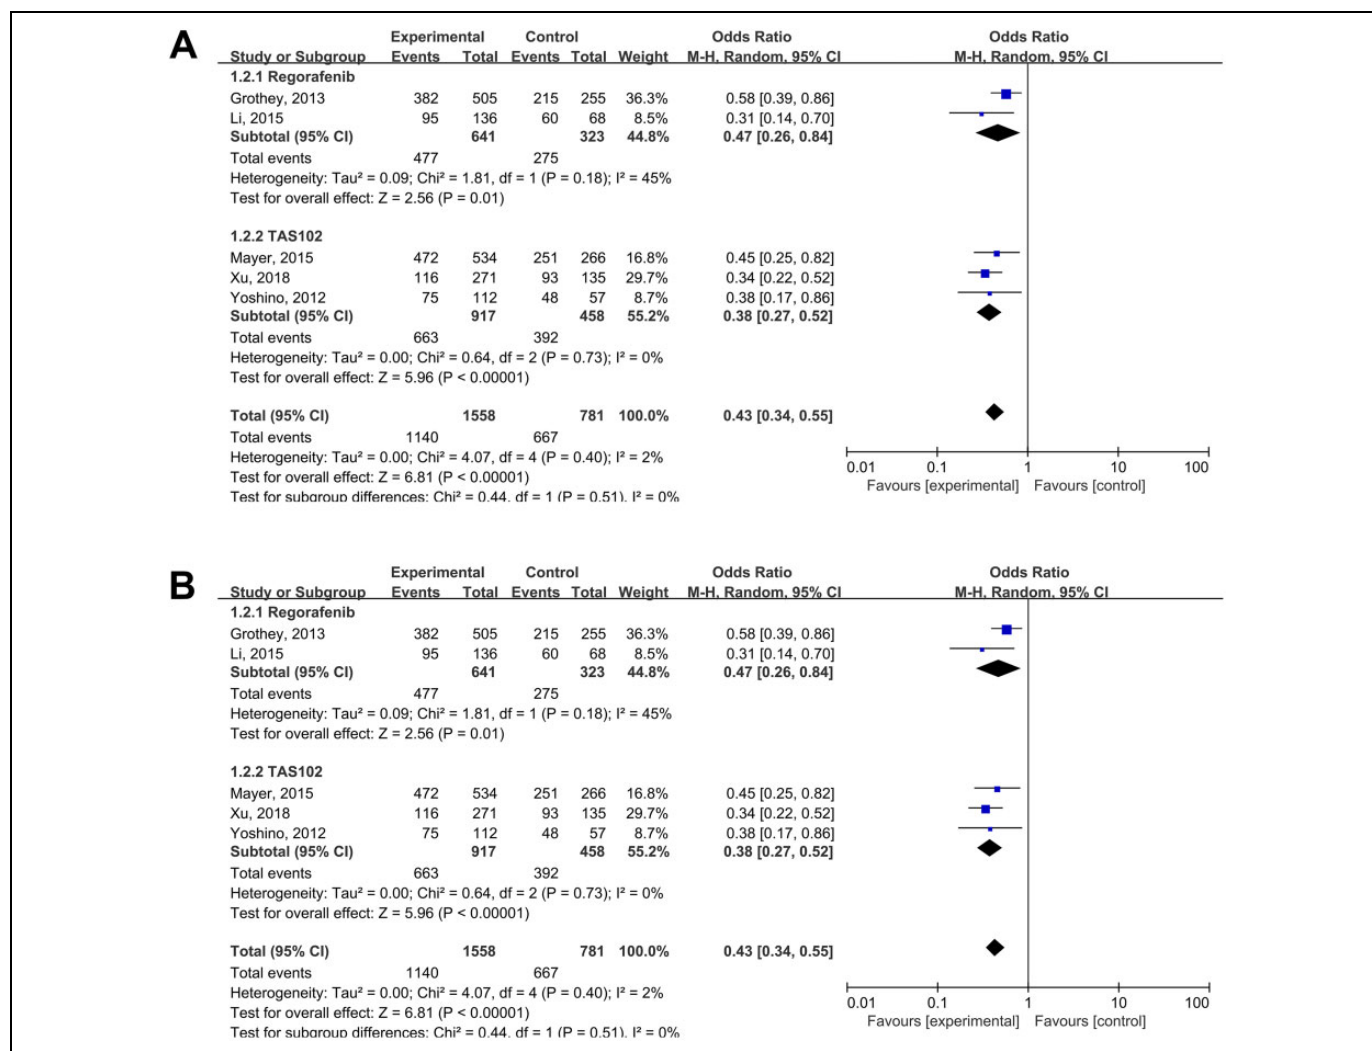 A
Experimental Control Odds Ratio Odds Ratio
Study or Subgroup Events Total Events Total Weight M-H, Random, 95% CI M-H, Random, 95% CI
1.2.1 Regorafenib
Grothey, 2013 382 505 215 255 36.3% 0.58 [0.39, 0.86]
Li, 2015 95 136 60 68 8.5% 0.31 [0.14, 0.70]
Subtotal (95% CI) 641 323 44.8% 0.47 [0.26, 0.84]
Total events 477 275
Heterogeneity: Tau² = 0.09; Chi² = 1.81, df = 1 (P = 0.18); I² = 45%
Test for overall effect: Z = 2.56 (P = 0.01)
1.2.2 TAS102
Mayer, 2015 472 534 251 266 16.8% 0.45 [0.25, 0.82]
Xu, 2018 116 271 93 135 29.7% 0.34 [0.22, 0.52]
Yoshino, 2012 75 112 48 57 8.7% 0.38 [0.17, 0.86]
Subtotal (95% CI) 917 458 55.2% 0.38 [0.27, 0.52]
Total events 663 392
Heterogeneity: Tau² = 0.00; Chi² = 0.64, df = 2 (P = 0.73); I² = 0%
Test for overall effect: Z = 5.96 (P < 0.00001)
Total (95% CI) 1558 781 100.0% 0.43 [0.34, 0.55]
Total events 1140 667
Heterogeneity: Tau² = 0.00; Chi² = 4.07, df = 4 (P = 0.40); I² = 2%
Test for overall effect: Z = 6.81 (P < 0.00001)
Test for subgroup differences: Chi² = 0.44, df = 1 (P = 0.51), I² = 0%
0.01 0.1 1 10 100
Favours [experimental] Favours [control]
B
Experimental Control Odds Ratio Odds Ratio
Study or Subgroup Events Total Events Total Weight M-H, Random, 95% CI M-H, Random, 95% CI
1.2.1 Regorafenib
Grothey, 2013 382 505 215 255 36.3% 0.58 [0.39, 0.86]
Li, 2015 95 136 60 68 8.5% 0.31 [0.14, 0.70]
Subtotal (95% CI) 641 323 44.8% 0.47 [0.26, 0.84]
Total events 477 275
Heterogeneity: Tau² = 0.09; Chi² = 1.81, df = 1 (P = 0.18); I² = 45%
Test for overall effect: Z = 2.56 (P = 0.01)
1.2.2 TAS102
Mayer, 2015 472 534 251 266 16.8% 0.45 [0.25, 0.82]
Xu, 2018 116 271 93 135 29.7% 0.34 [0.22, 0.52]
Yoshino, 2012 75 112 48 57 8.7% 0.38 [0.17, 0.86]
Subtotal (95% CI) 917 458 55.2% 0.38 [0.27, 0.52]
Total events 663 392
Heterogeneity: Tau² = 0.00; Chi² = 0.64, df = 2 (P = 0.73); I² = 0%
Test for overall effect: Z = 5.96 (P < 0.00001)
Total (95% CI) 1558 781 100.0% 0.43 [0.34, 0.55]
Total events 1140 667
Heterogeneity: Tau² = 0.00; Chi² = 4.07, df = 4 (P = 0.40); I² = 2%
Test for overall effect: Z = 6.81 (P < 0.00001)
Test for subgroup differences: Chi² = 0.44, df = 1 (P = 0.51), I² = 0%
0.01 0.1 1 10 100
Favours [experimental] Favours [control]